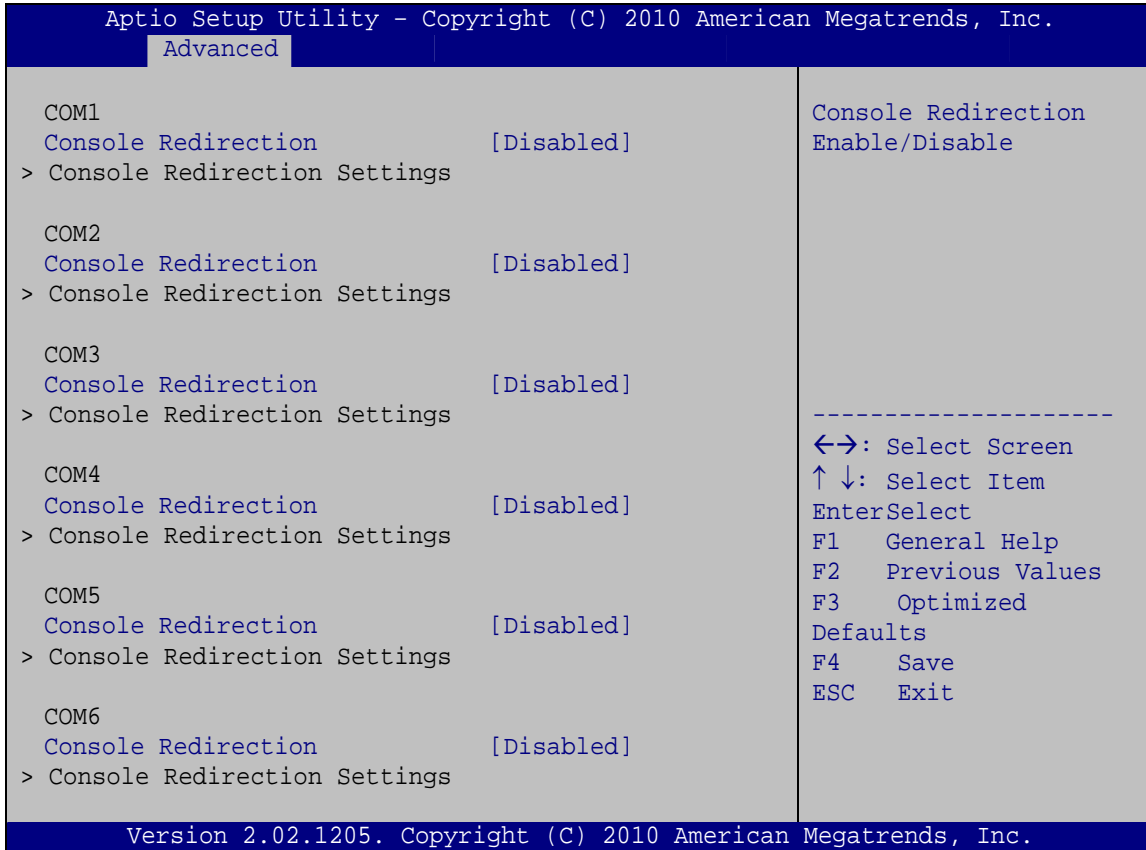 Aptio Setup Utility – Copyright (C) 2010 American Megatrends, Inc.
Advanced
COM1
Console Redirection [Disabled]
> Console Redirection Settings
COM2
Console Redirection [Disabled]
> Console Redirection Settings
COM3
Console Redirection [Disabled]
> Console Redirection Settings
COM4
Console Redirection [Disabled]
> Console Redirection Settings
COM5
Console Redirection [Disabled]
> Console Redirection Settings
COM6
Console Redirection [Disabled]
> Console Redirection Settings
Console Redirection
Enable/Disable
---------------------
←→: Select Screen
↑ ↓: Select Item
EnterSelect
F1 General Help
F2 Previous Values
F3 Optimized
Defaults
F4 Save
ESC Exit
Version 2.02.1205. Copyright (C) 2010 American Megatrends, Inc.